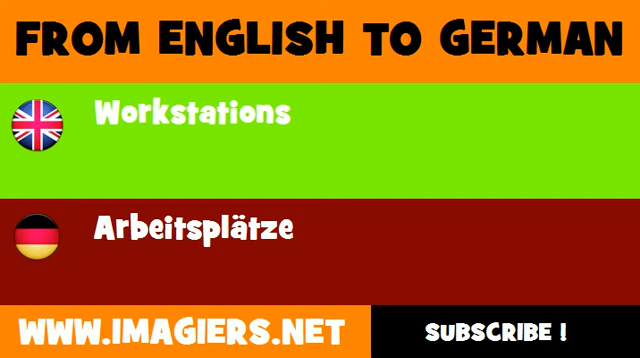 FROM ENGLISH TO GERMAN
Workstations
Arbeitsplätze
WWW.IMAGIERS.NET
SUBSCRIBE !